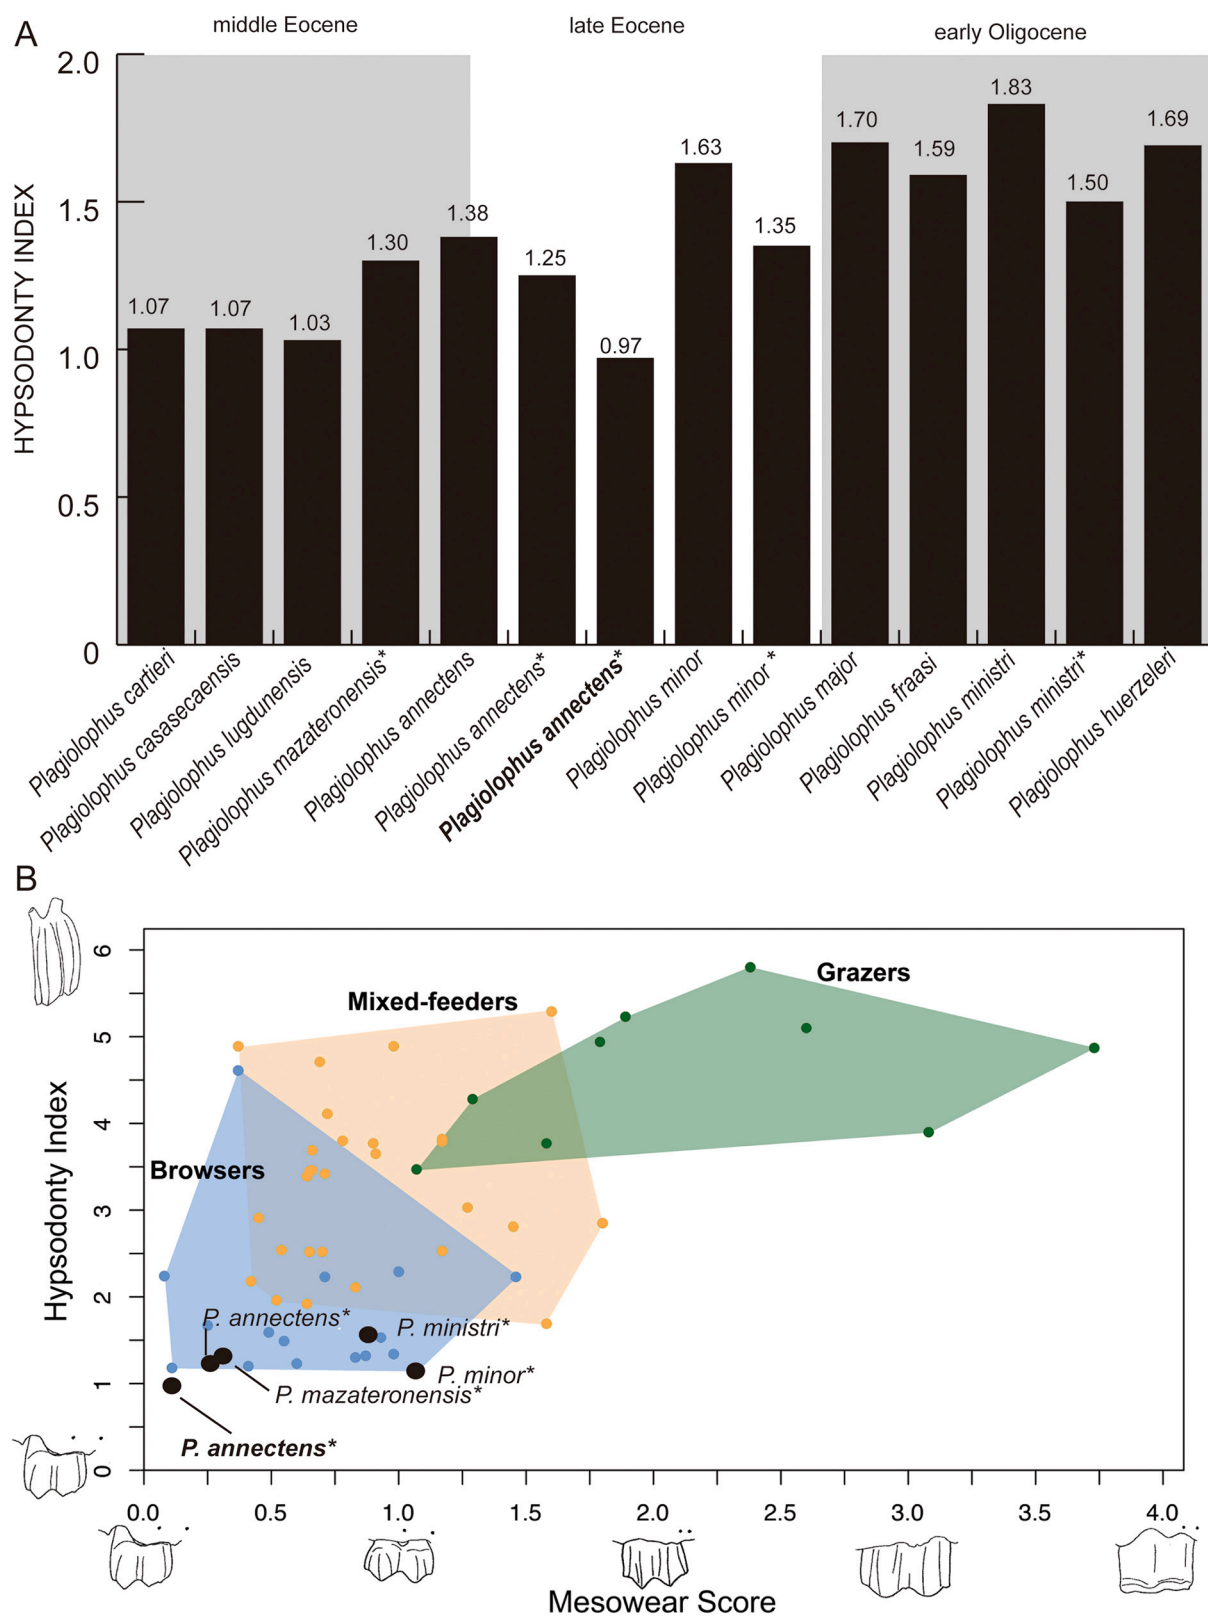 A
middle Eocene
late Eocene
early Oligocene
HYPSODONTY INDEX
2.0
1.5
1.0
0.5
0
1.07
1.07
1.03
1.30
1.38
1.25
0.97
1.63
1.35
1.70
1.59
1.83
1.50
1.69
Plagiolophus cartieri
Plagiolophus casasecaensis
Plagiolophus lugdunensis
Plagiolophus mazateronensis*
Plagiolophus annectens
Plagiolophus annectens*
Plagiolophus annectens*
Plagiolophus minor
Plagiolophus minor*
Plagiolophus major
Plagiolophus fraasi
Plagiolophus ministri
Plagiolophus ministri*
Plagiolophus huerzeleri
B
Hypsodonty Index
6
5
4
3
2
1
0
Mixed-feeders
Grazers
Browsers
P. annectens*
P. ministri*
P. minor*
P. mazateronensis*
P. annectens*
0.0
0.5
1.0
1.5
2.0
2.5
3.0
3.5
4.0
Mesowear Score